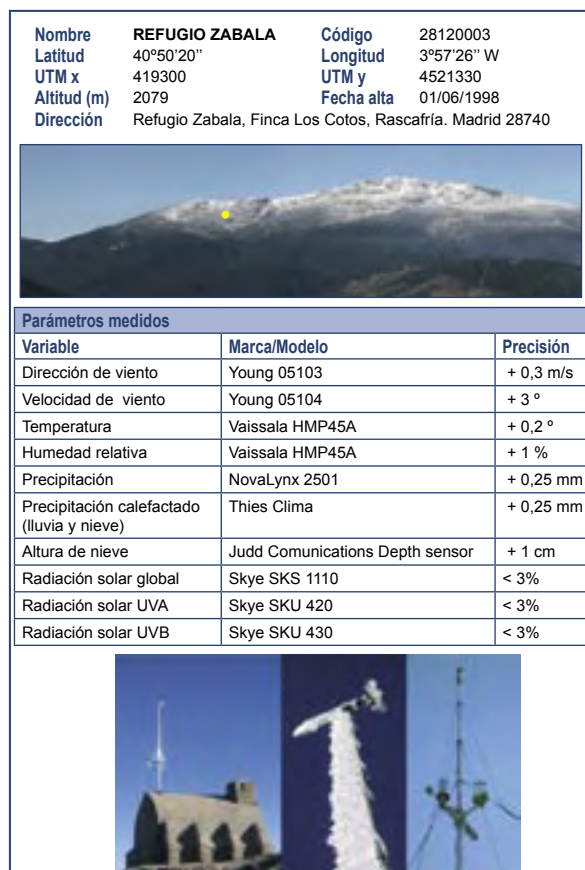 Nombre REFUGIO ZABALA Código 28120003
Latitud 40º50'20’’ Longitud 3º57'26’’ W
UTM x 419300 UTM y 4521330
Altitud (m) 2079 Fecha alta 01/06/1998
Dirección Refugio Zabala, Finca Los Cotos, Rascafría. Madrid 28740
Parámetros medidos
Variable Marca/Modelo Precisión
Dirección de viento Young 05103 + 0,3 m/s
Velocidad de viento Young 05104 + 3 º
Temperatura Vaissala HMP45A + 0,2 º
Humedad relativa Vaissala HMP45A + 1 %
Precipitación NovaLynx 2501 + 0,25 mm
Precipitación calefactado Thies Clima + 0,25 mm
(lluvia y nieve)
Altura de nieve Judd Comunications Depth sensor + 1 cm
Radiación solar global Skye SKS 1110 < 3%
Radiación solar UVA Skye SKU 420 < 3%
Radiación solar UVB Skye SKU 430 < 3%